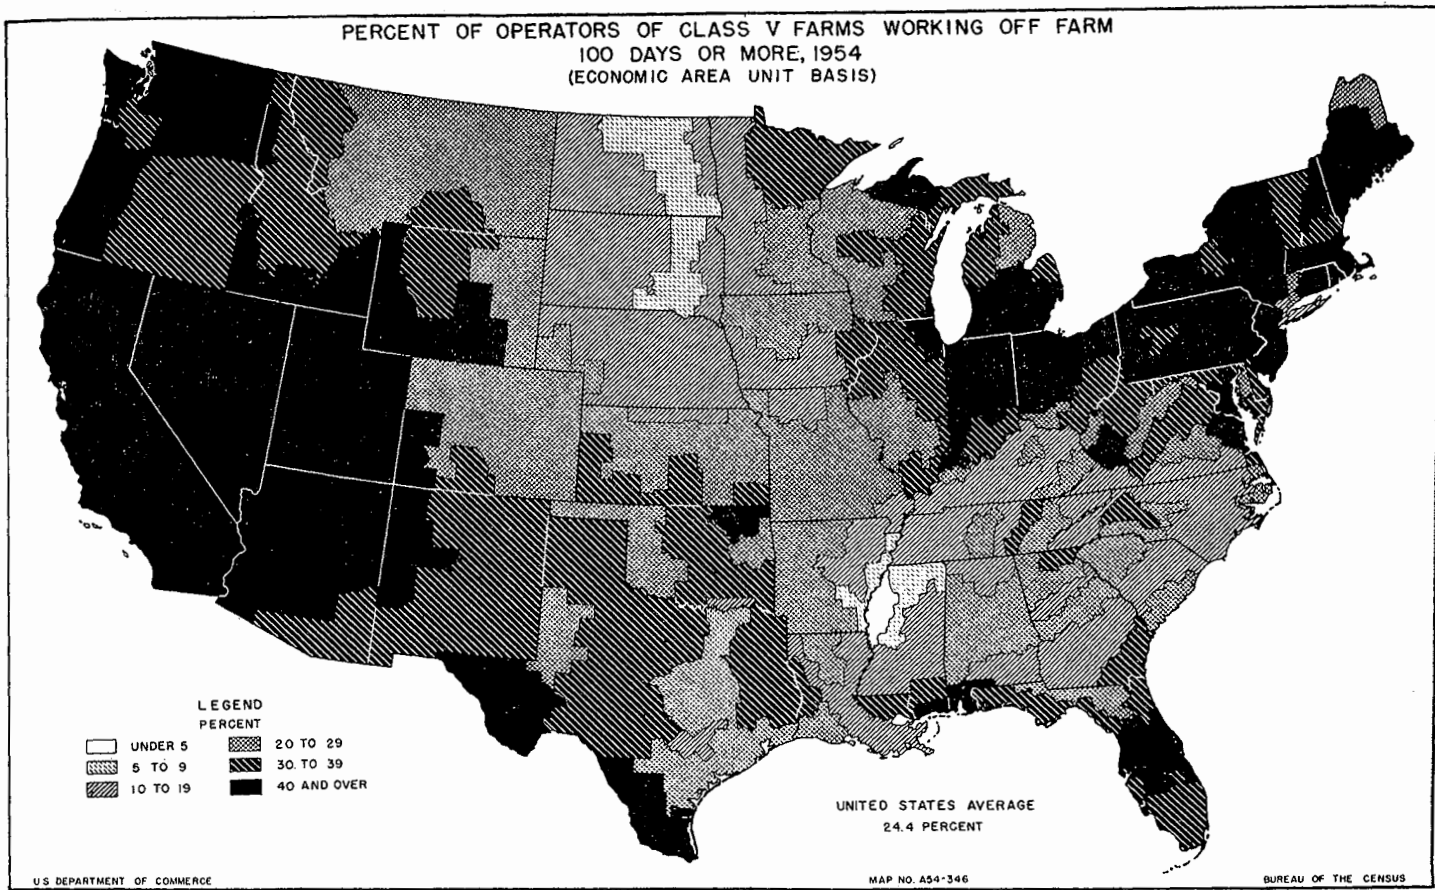 PERCENT OF OPERATORS OF CLASS V FARMS WORKING OFF FARM
100 DAYS OR MORE, 1954
(ECONOMIC AREA UNIT BASIS)
LEGEND
PERCENT
UNDER 5
5 TO 9
10 TO 19
20 TO 29
30 TO 39
40 AND OVER
UNITED STATES AVERAGE
24.4 PERCENT
U S DEPARTMENT OF COMMERCE
MAP NO. A54-346
BUREAU OF THE CENSUS